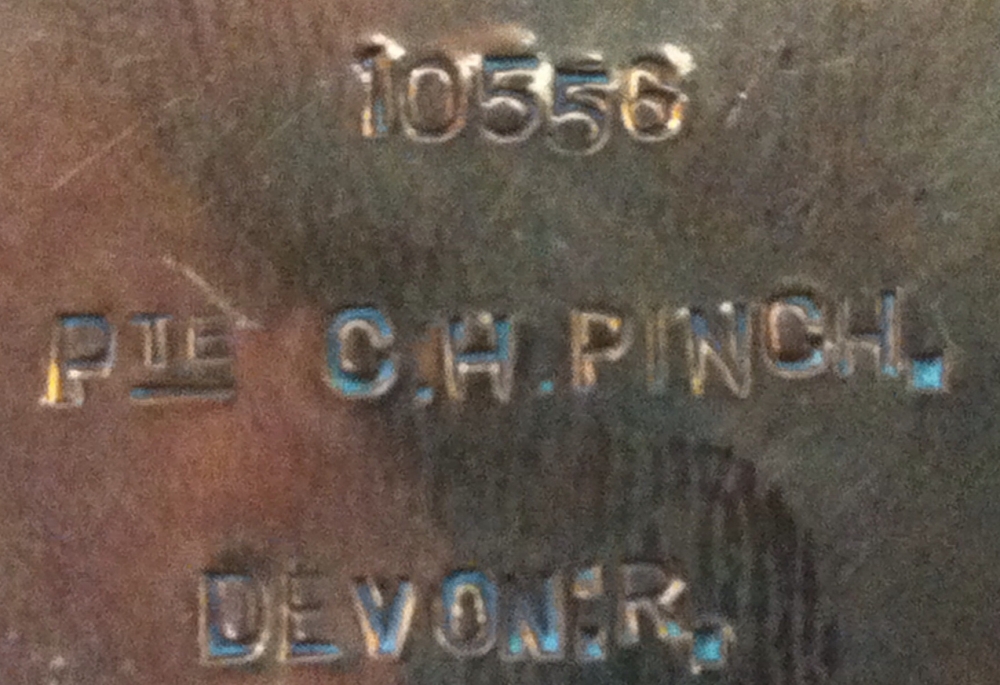 10556
PTE C.H.PINCH.
DEVON:R.